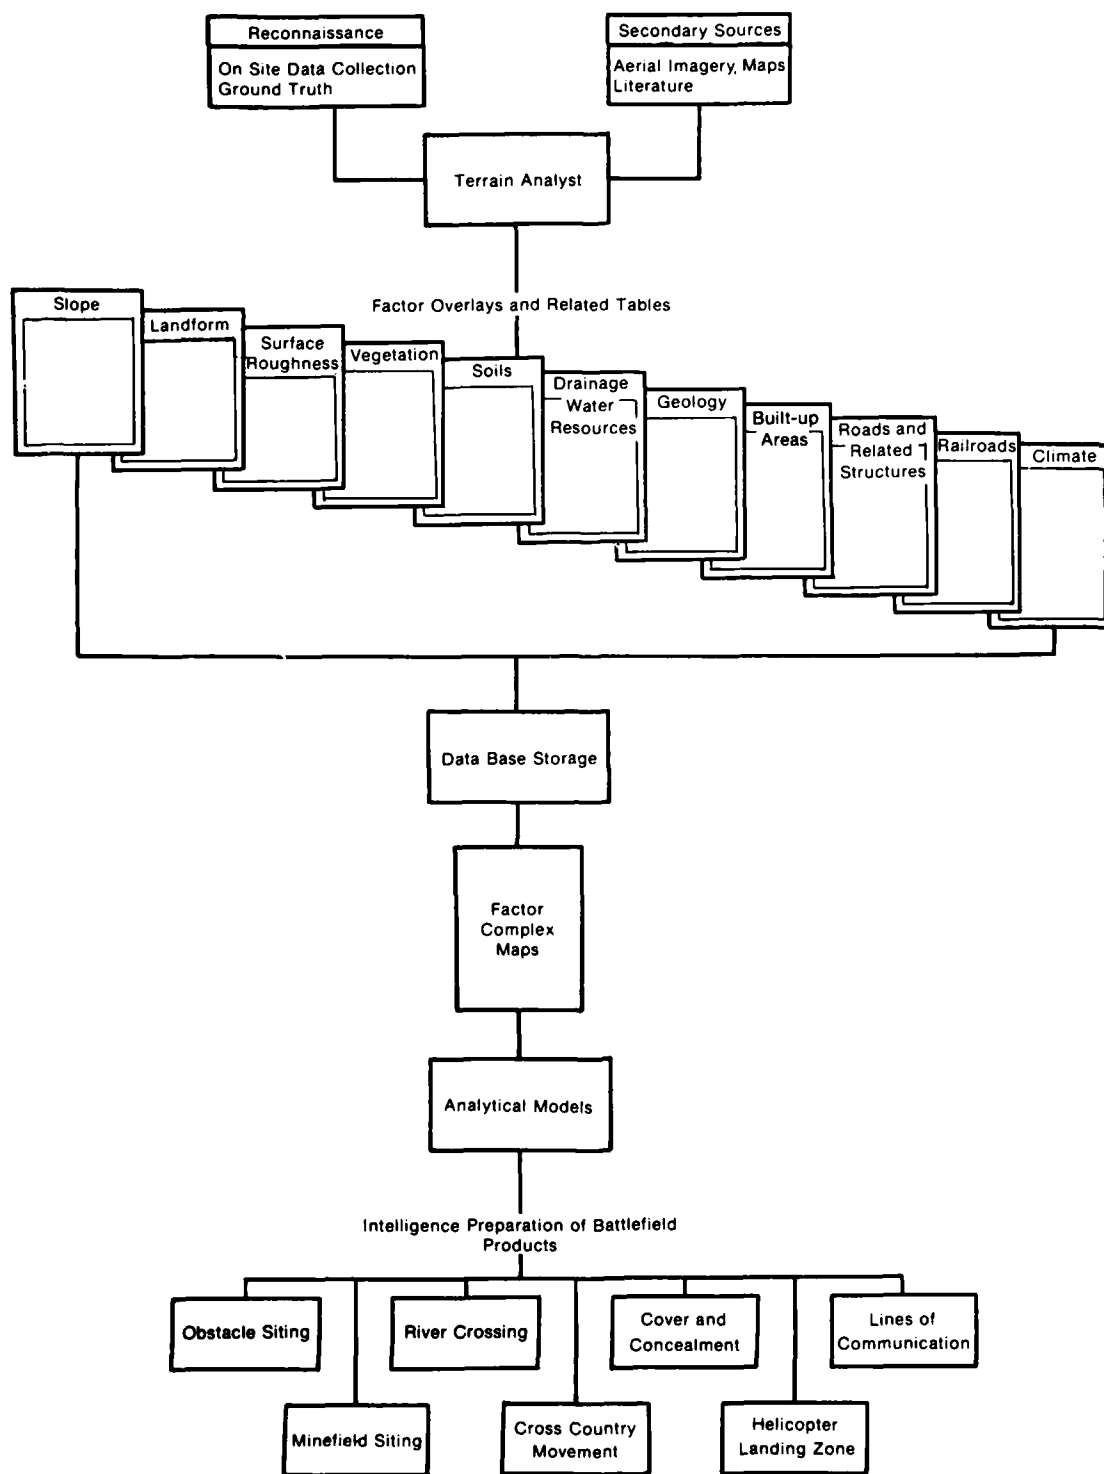 Reconnaissance
On Site Data Collection
Ground Truth
Secondary Sources
Aerial Imagery, Maps
Literature
Terrain Analyst
Factor Overlays and Related Tables
Slope
Landform
Surface
Roughness
Vegetation
Soils
Drainage
Water
Resources
Geology
Built-up
Areas
Roads and
Related
Structures
Railroads
Climate
Data Base Storage
Factor
Complex
Maps
Analytical Models
Intelligence Preparation of Battlefield
Products
Obstacle Siting
River Crossing
Cover and
Concealment
Lines of
Communication
Minefield Siting
Cross Country
Movement
Helicopter
Landing Zone